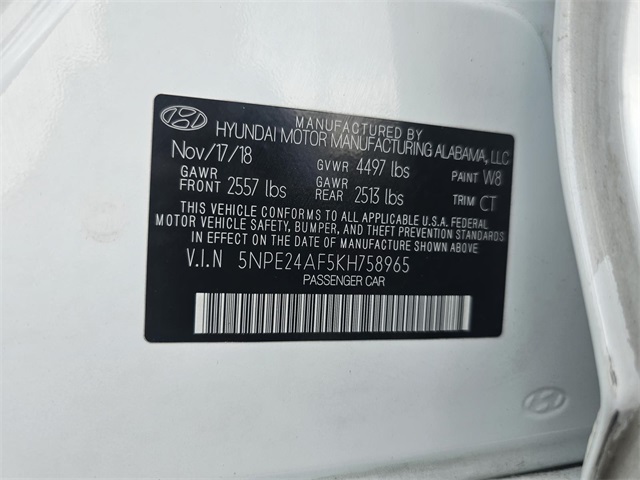 MANUFACTURED BY
HYUNDAI MOTOR MANUFACTURING ALABAMA, LLC
Nov/17/18 GVWR 4497 lbs PAINT W8
GAWR FRONT 2557 lbs GAWR REAR 2513 lbs TRIM CT
THIS VEHICLE CONFORMS TO ALL APPLICABLE U.S.A. FEDERAL
MOTOR VEHICLE SAFETY, BUMPER, AND THEFT PREVENTION STANDARDS
IN EFFECT ON THE DATE OF MANUFACTURE SHOWN ABOVE
V.I.N 5NPE24AF5KH758965
PASSENGER CAR